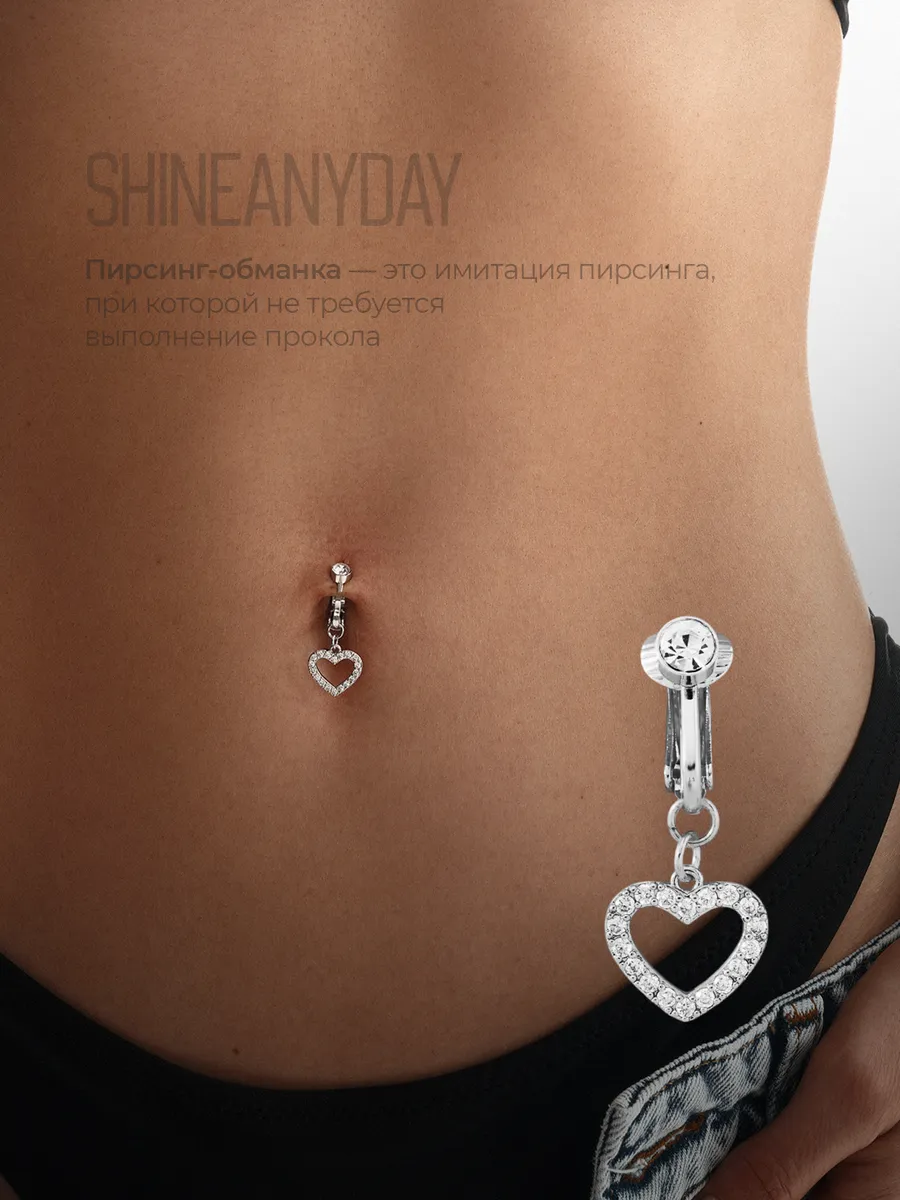 SHINEANYDAY
Пирсинг-обманка — это имитация пирсинга,
при которой не требуется
выполнение прокола